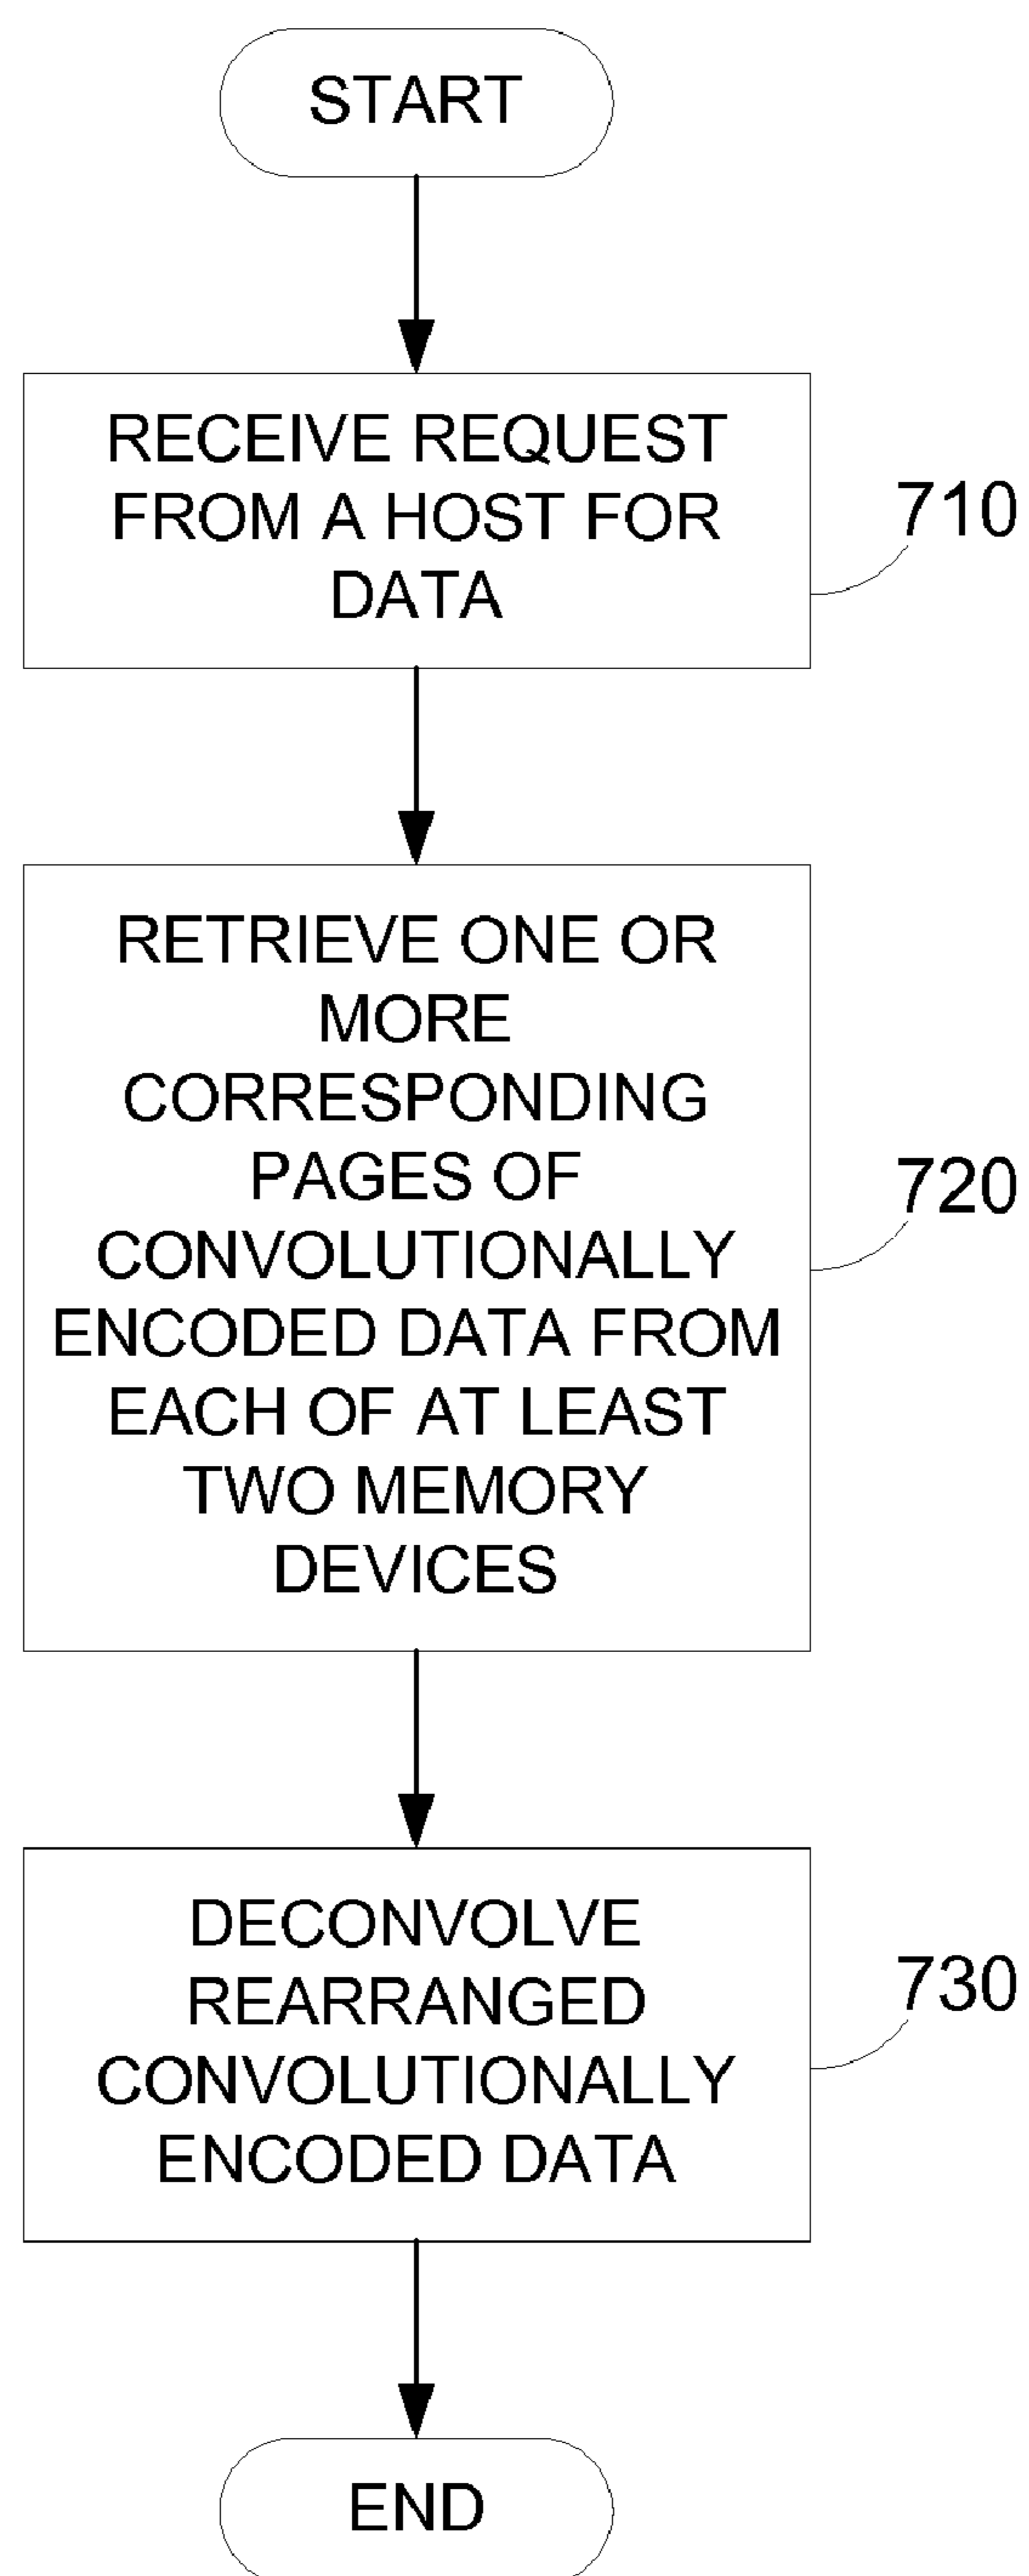 START
RECEIVE REQUEST
FROM A HOST FOR
DATA
710
RETRIEVE ONE OR
MORE
CORRESPONDING
PAGES OF
CONVOLUTIONALLY
ENCODED DATA FROM
EACH OF AT LEAST
TWO MEMORY
DEVICES
720
DECONVOLVE
REARRANGED
CONVOLUTIONALLY
ENCODED DATA
730
END